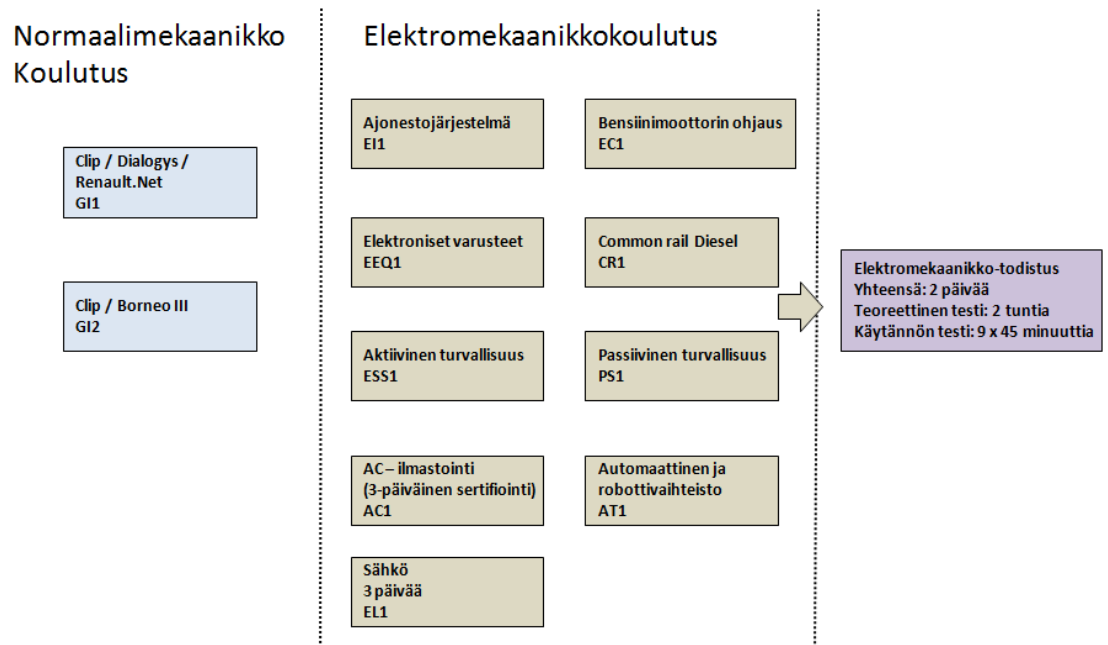 Normaalimekaanikko
Koulutus
Clip / Dialogys /
Renault.Net
GI1
Clip / Borneo III
GI2
Elektromekaanikkokoulutus
Ajonestojärjestelmä
EI1
Bensiinimoottorin ohjaus
EC1
Elektroniset varusteet
EEQ1
Common rail Diesel
CR1
Aktiivinen turvallisuus
ESS1
Passiivinen turvallisuus
PS1
AC – ilmastointi
(3-päiväinen sertifiointi)
AC1
Automaattinen ja
robottivaihteisto
AT1
Sähkö
3 päivää
EL1
Elektromekaanikko-todistus
Yhteensä: 2 päivää
Teoreettinen testi: 2 tuntia
Käytännön testi: 9 x 45 minuuttia